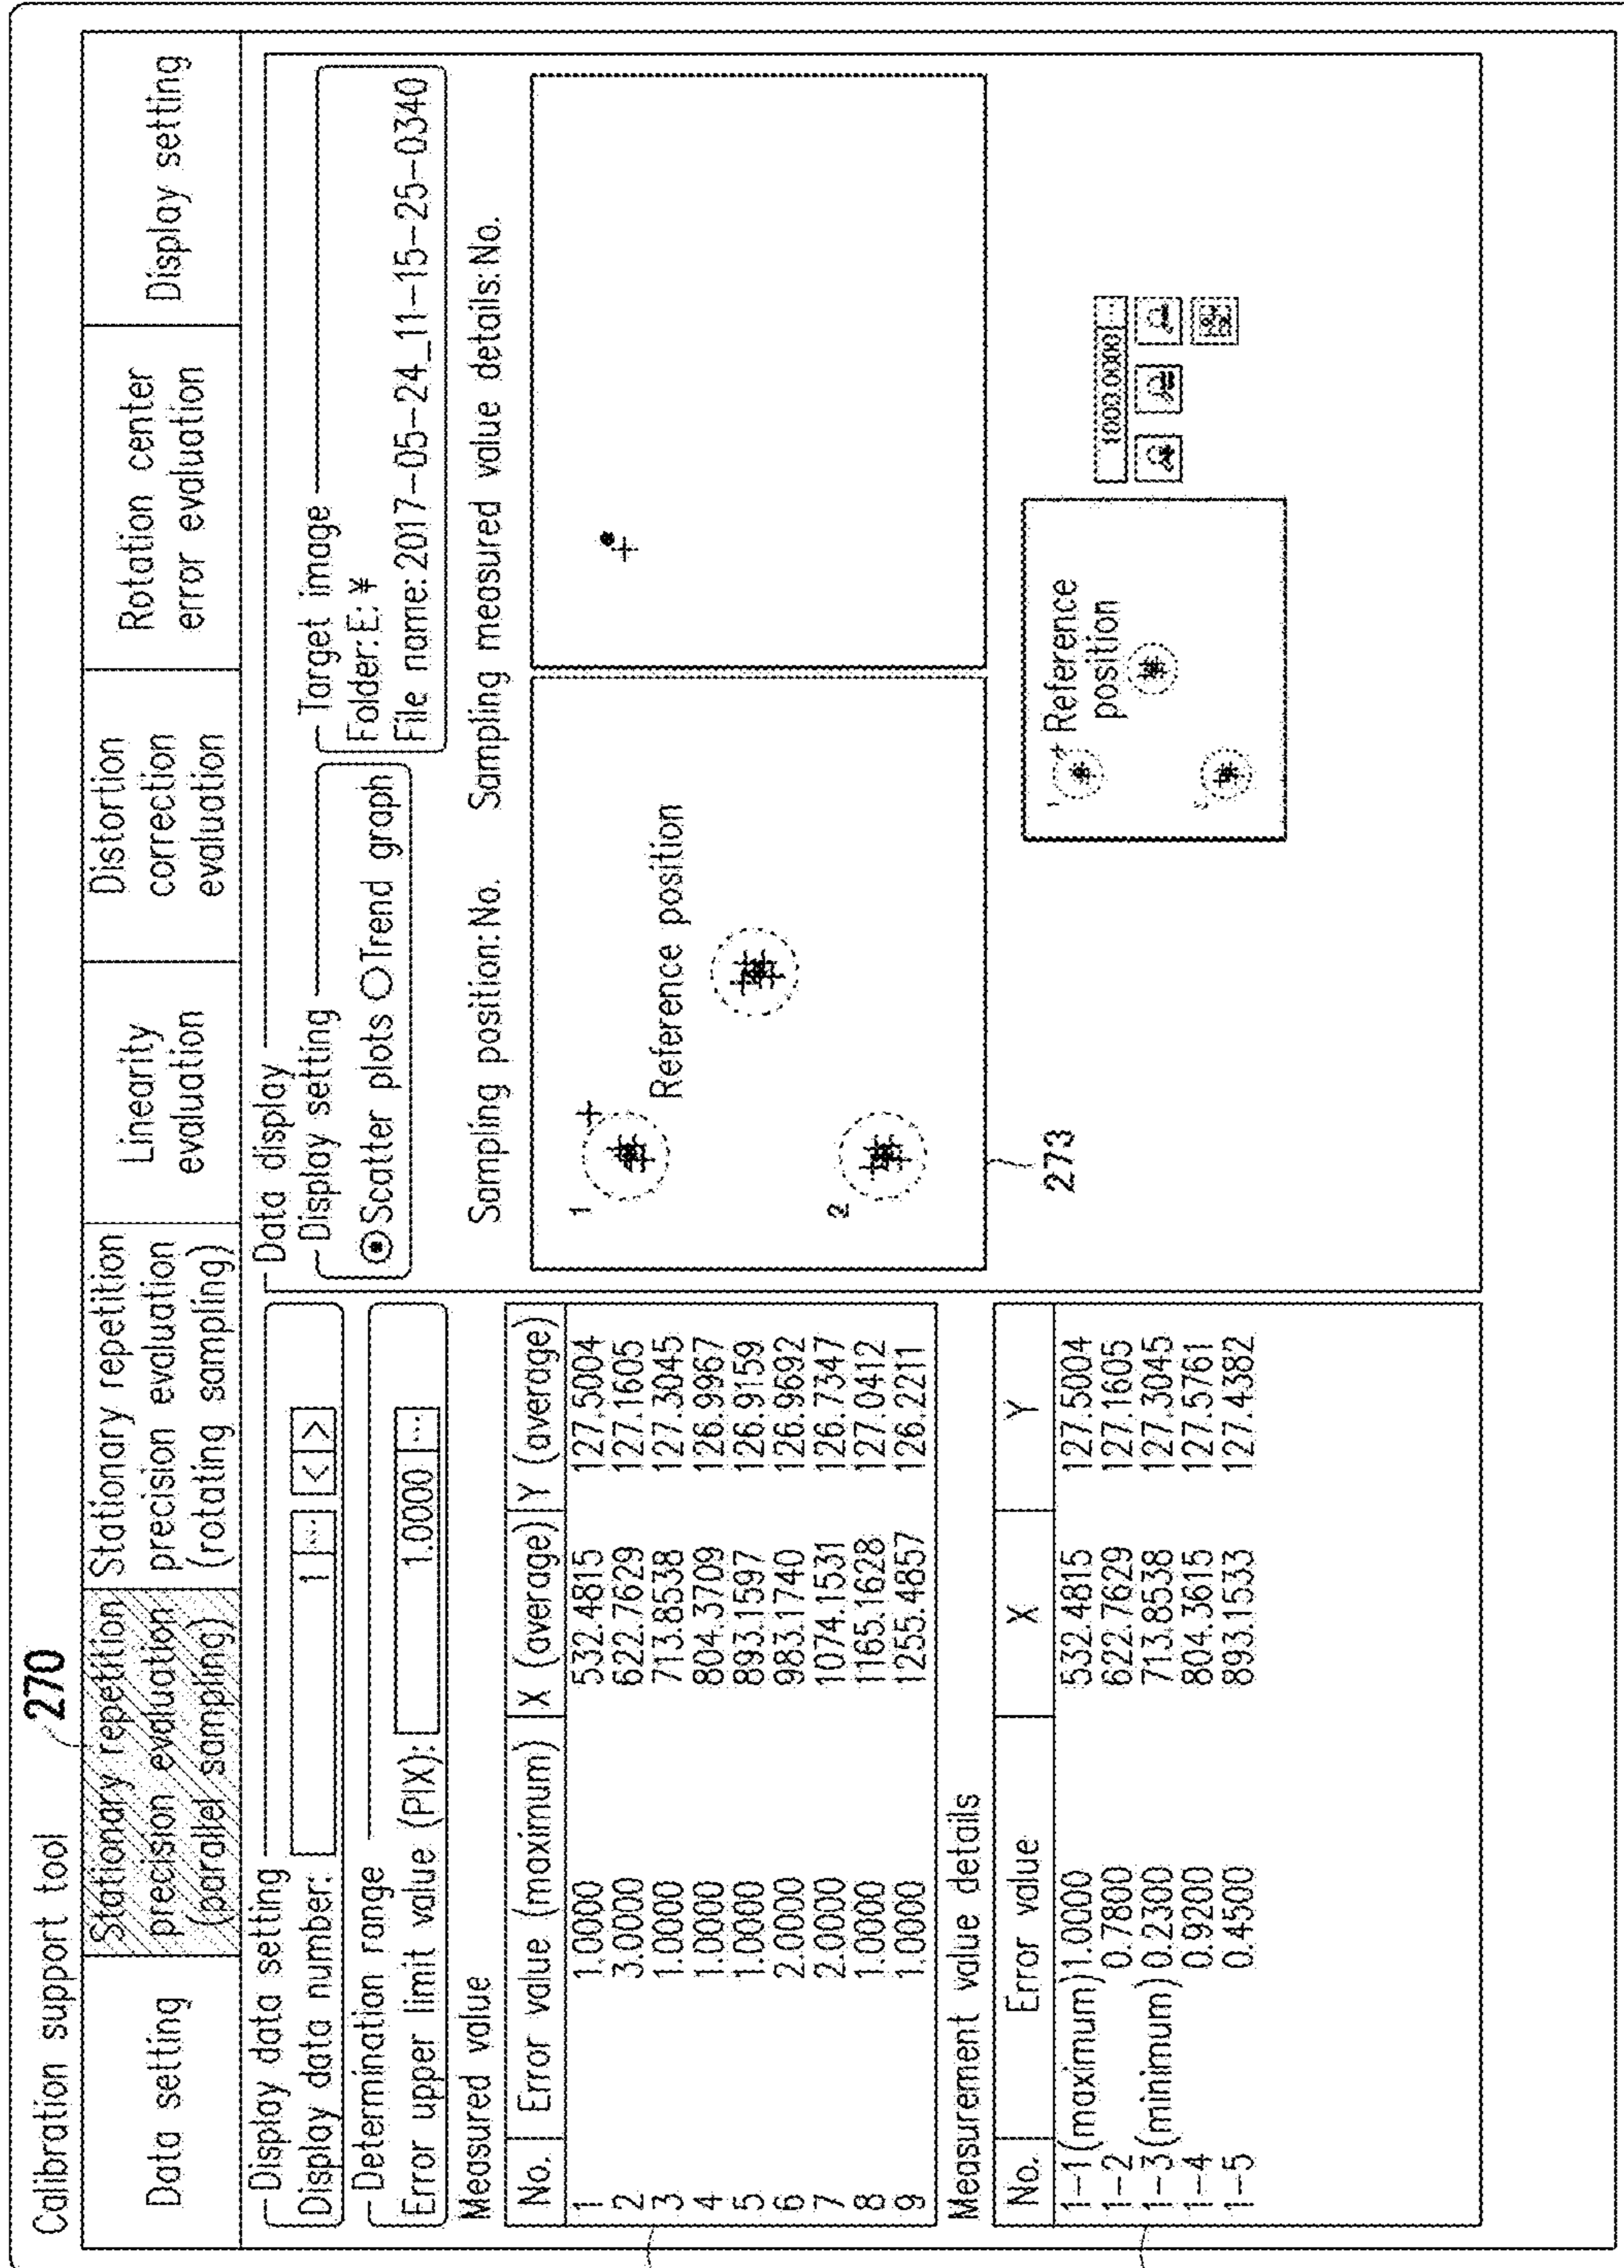 Calibration support tool
270
Data setting
Stationary repetition
precision evaluation
(parallel sampling)
Stationary repetition
precision evaluation
(rotating sampling)
Linearity
evaluation
Distortion
correction
evaluation
Rotation center
error evaluation
Display setting
Display data setting
Display data number: 1 ... < >
Determination range
Error upper limit value (PIX): 1.0000 ...
Measured value
No. Error value (maximum) X (average) Y (average)
1 1.0000 532.4815 127.5004
2 3.0000 622.7629 127.1605
3 1.0000 713.8538 127.3045
4 1.0000 804.3709 126.9967
5 1.0000 893.1597 126.9159
6 2.0000 983.1740 126.9692
7 2.0000 1074.1531 126.7347
8 1.0000 1165.1628 127.0412
9 1.0000 1255.4857 126.2211
Measurement value details
No. Error value X Y
1-1(maximum)1.0000 532.4815 127.5004
1-2 0.7800 622.7629 127.1605
1-3(minimum)0.2300 713.8538 127.3045
1-4 0.9200 804.3615 127.5761
1-5 0.4500 893.1533 127.4382
Data display
Display setting
Scatter plots Trend graph
Target image
Folder:E:¥
File name:2017-05-24_11-15-25-0340
Sampling position:No. Sampling measured value details:No.
1
Reference position
2
273
1
Reference
position
1000.0000 ...